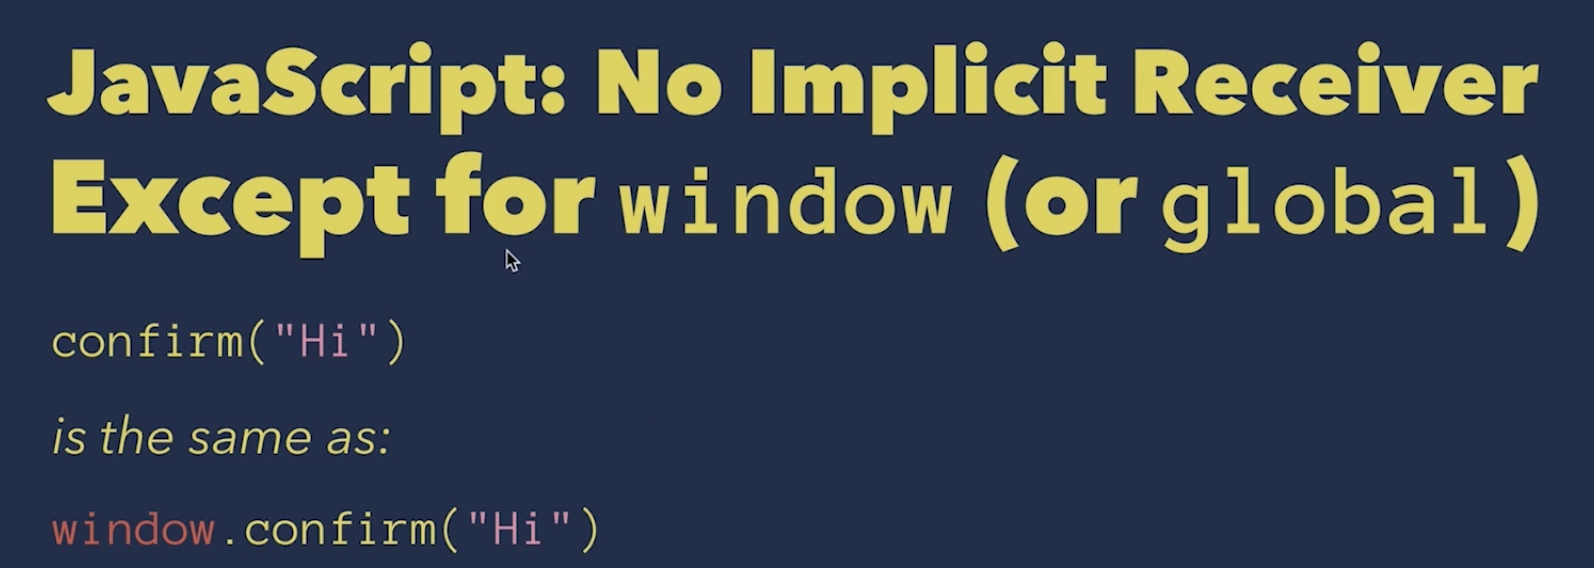 JavaScript: No Implicit Receiver
Except for window (or global)
confirm("Hi")
is the same as:
window.confirm("Hi")